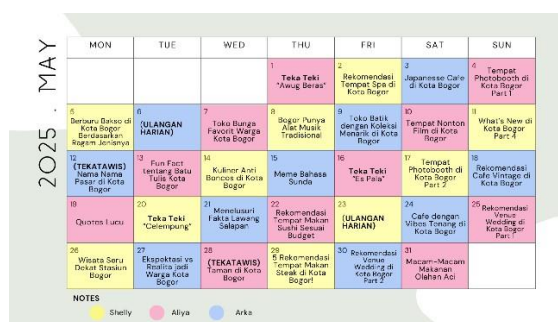 2025 . MAY
MON TUE WED THU FRI SAT SUN
1
Teka Teki
"Awug Beras"
2
Rekomendasi
Tempat Spa di
Kota Bogor
3
Japanesse Cafe
di Kota Bogor
4
Tempat
Photobooth di
Kota Bogor
Part 1
5
Berburu Bakso di
Kota Bogor
Berdasarkan
Ragam Jenisnya
6
(ULANGAN
HARIAN)
7
Toko Bunga
Favorit Warga
Kota Bogor
8
Bogor Punya
Alat Musik
Tradisional
9
Toko Batik
dengan Koleksi
Menarik di Kota
Bogor
10
Tempat Nonton
Film di Kota
Bogor
11
What's New di
Kota Bogor
Part 4
12
(TEKATAWIS)
Nama Nama
Pasar di Kota
Bogor
13
Fun Fact
tentang Batu
Tulis Kota
Bogor
14
Kuliner Anti
Boncos di Kota
Bogor
15
Meme Bahasa
Sunda
16
Teka Teki
"Es Pala"
17
Tempat
Photobooth di
Kota Bogor
Part 2
18
Rekomendasi
Cafe Vintage di
Kota Bogor
19
Quotes Lucu
20
Teka Teki
"Celempung"
21
Menelusuri
Fakta Lawang
Salapan
22
Rekomendasi
Tempat Makan
Sushi Sesuai
Budget
23
(ULANGAN
HARIAN)
24
Cafe dengan
Vibes Tenang di
Kota Bogor
25
Rekomendasi
Venue
Wedding di
Kota Bogor
Part 1
26
Wisata Seru
Dekat Stasiun
Bogor
27
Ekspektasi vs
Realita jadi
Warga Kota
Bogor
28
(TEKATAWIS)
Taman di Kota
Bogor
29
5 Rekomendasi
Tempat Makan
Steak di Kota
Bogor!
30
Rekomendasi
Venue
Wedding di
Kota Bogor
Part 2
31
Macam-Macam
Makanan
Olahan Aci
NOTES
Shelly Aliya Arka